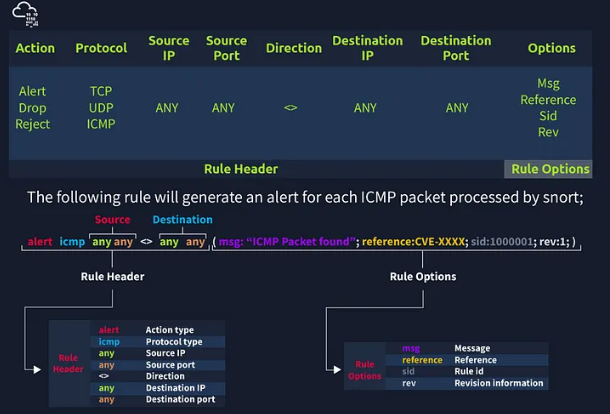 Action Protocol Source IP Source Port Direction Destination IP Destination Port Options
Alert
Drop
Reject
TCP
UDP
ICMP
ANY ANY <> ANY ANY
Msg
Reference
Sid
Rev
Rule Header Rule Options
The following rule will generate an alert for each ICMP packet processed by snort;
Source Destination
alert icmp any any <> any any ( msg: “ICMP Packet found”; reference:CVE-XXXX; sid:1000001; rev:1; )
Rule Header Rule Options
Rule Header
alert Action type
icmp Protocol type
any Source IP
any Source port
<> Direction
any Destination IP
any Destination port
Rule Options
msg Message
reference Reference
sid Rule id
rev Revision information